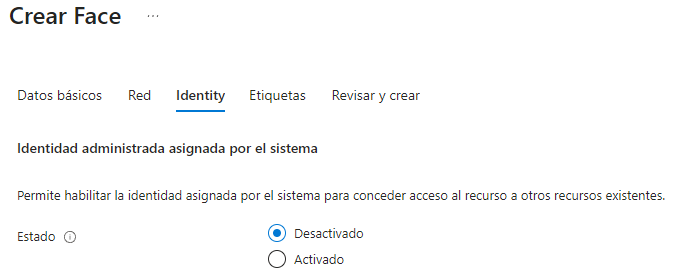 Crear Face ...
Datos básicos Red Identity Etiquetas Revisar y crear
Identidad administrada asignada por el sistema
Permite habilitar la identidad asignada por el sistema para conceder acceso al recurso a otros recursos existentes.
Estado Desactivado
Activado